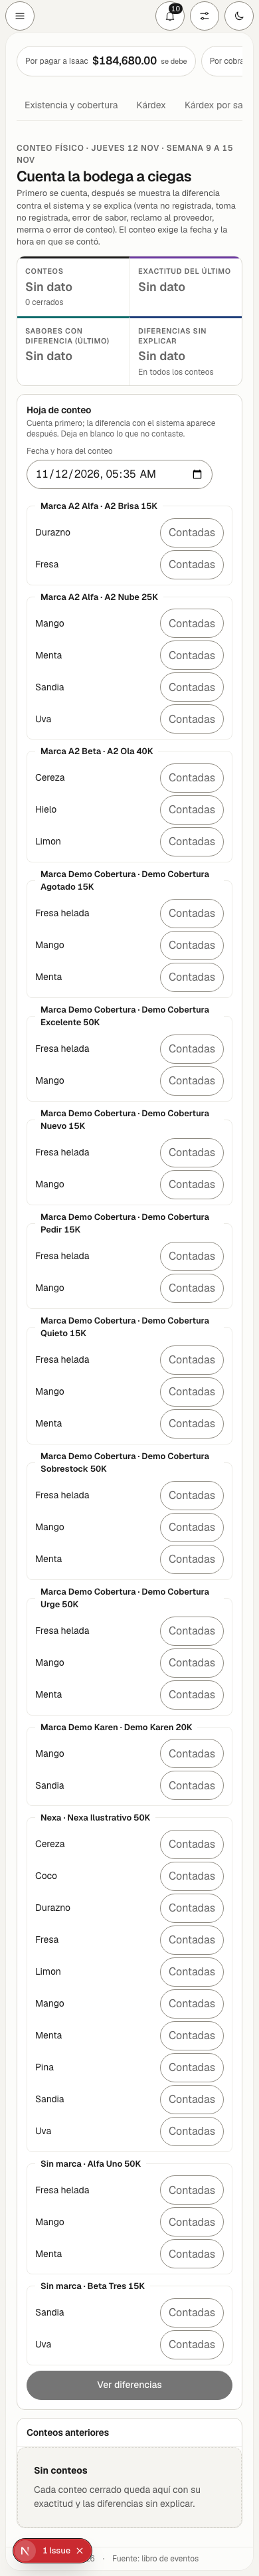 10
Por pagar a Isaac $184,680.00 se debe
Por cobra
Existencia y cobertura Kárdex Kárdex por sa
CONTEO FÍSICO · JUEVES 12 NOV · SEMANA 9 A 15
NOV
Cuenta la bodega a ciegas
Primero se cuenta, después se muestra la diferencia
contra el sistema y se explica (venta no registrada, toma
no registrada, error de sabor, reclamo al proveedor,
merma o error de conteo). El conteo exige la fecha y la
hora en que se contó.
CONTEOS
Sin dato
0 cerrados
EXACTITUD DEL ÚLTIMO
Sin dato
SABORES CON
DIFERENCIA (ÚLTIMO)
Sin dato
DIFERENCIAS SIN
EXPLICAR
Sin dato
En todos los conteos
Hoja de conteo
Cuenta primero; la diferencia con el sistema aparece
después. Deja en blanco lo que no contaste.
Fecha y hora del conteo
11/12/2026, 05:35 AM
Marca A2 Alfa · A2 Brisa 15K
Durazno Contadas
Fresa Contadas
Marca A2 Alfa · A2 Nube 25K
Mango Contadas
Menta Contadas
Sandia Contadas
Uva Contadas
Marca A2 Beta · A2 Ola 40K
Cereza Contadas
Hielo Contadas
Limon Contadas
Marca Demo Cobertura · Demo Cobertura
Agotado 15K
Fresa helada Contadas
Mango Contadas
Menta Contadas
Marca Demo Cobertura · Demo Cobertura
Excelente 50K
Fresa helada Contadas
Mango Contadas
Marca Demo Cobertura · Demo Cobertura
Nuevo 15K
Fresa helada Contadas
Mango Contadas
Marca Demo Cobertura · Demo Cobertura
Pedir 15K
Fresa helada Contadas
Mango Contadas
Marca Demo Cobertura · Demo Cobertura
Quieto 15K
Fresa helada Contadas
Mango Contadas
Menta Contadas
Marca Demo Cobertura · Demo Cobertura
Sobrestock 50K
Fresa helada Contadas
Mango Contadas
Menta Contadas
Marca Demo Cobertura · Demo Cobertura
Urge 50K
Fresa helada Contadas
Mango Contadas
Menta Contadas
Marca Demo Karen · Demo Karen 20K
Mango Contadas
Sandia Contadas
Nexa · Nexa Ilustrativo 50K
Cereza Contadas
Coco Contadas
Durazno Contadas
Fresa Contadas
Limon Contadas
Mango Contadas
Menta Contadas
Pina Contadas
Sandia Contadas
Uva Contadas
Sin marca · Alfa Uno 50K
Fresa helada Contadas
Mango Contadas
Menta Contadas
Sin marca · Beta Tres 15K
Sandia Contadas
Uva Contadas
Ver diferencias
Conteos anteriores
Sin conteos
Cada conteo cerrado queda aquí con su
exactitud y las diferencias sin explicar.
N 1 Issue · Fuente: libro de eventos